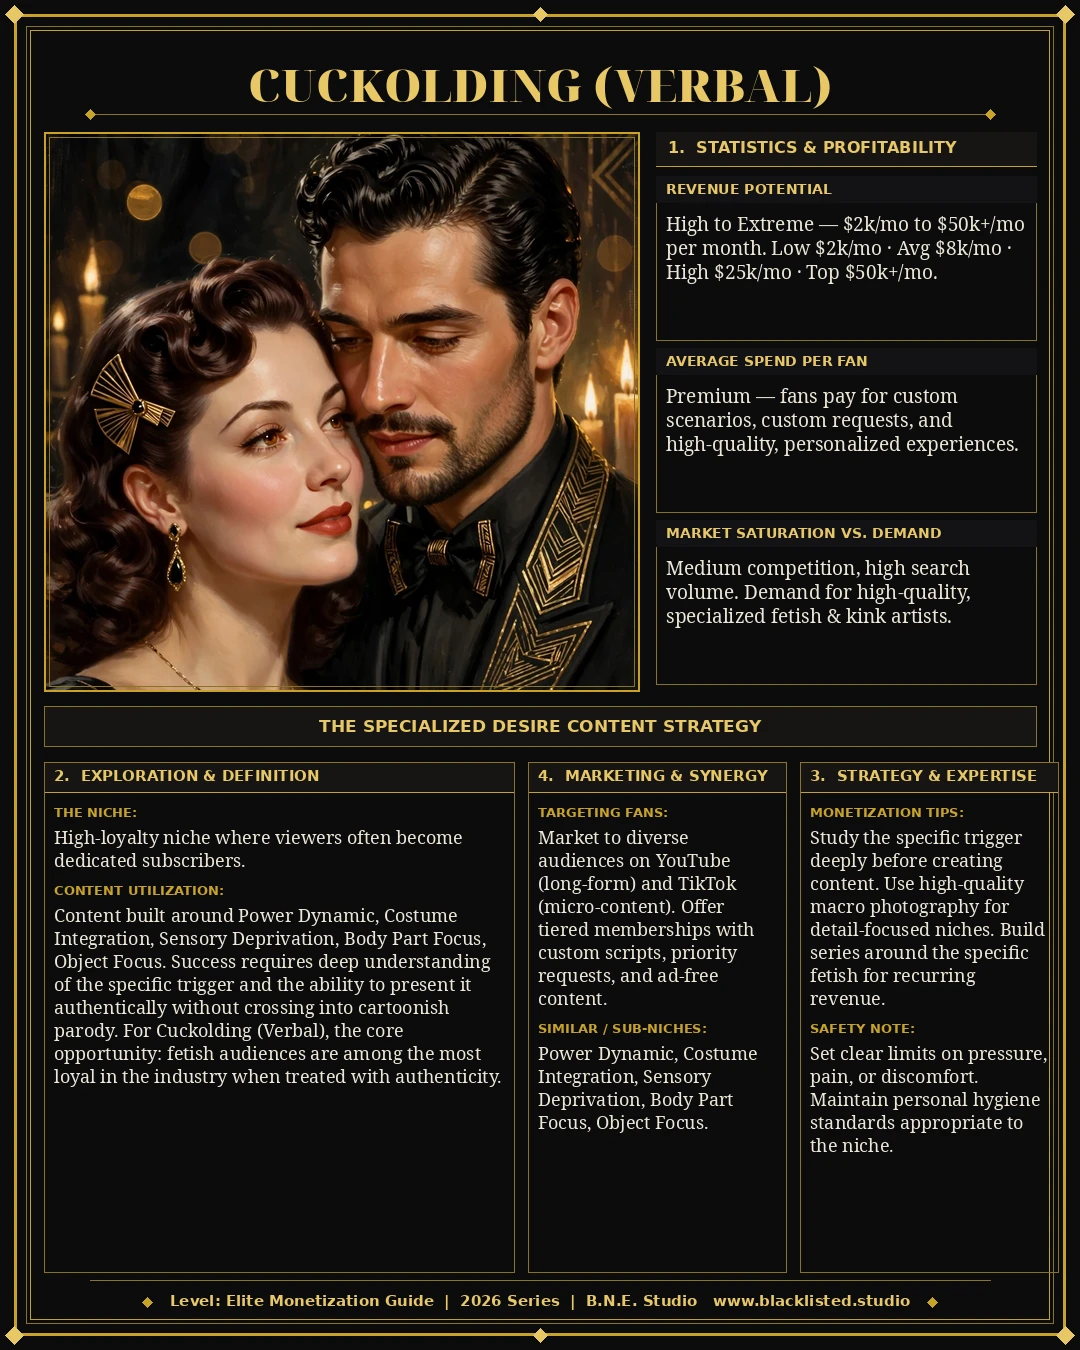 CUCKOLDING (VERBAL)
1. STATISTICS & PROFITABILITY
REVENUE POTENTIAL
High to Extreme — $2k/mo to $50k+/mo
per month. Low $2k/mo · Avg $8k/mo ·
High $25k/mo · Top $50k+/mo.
AVERAGE SPEND PER FAN
Premium — fans pay for custom
scenarios, custom requests, and
high-quality, personalized experiences.
MARKET SATURATION VS. DEMAND
Medium competition, high search
volume. Demand for high-quality,
specialized fetish & kink artists.
THE SPECIALIZED DESIRE CONTENT STRATEGY
2. EXPLORATION & DEFINITION
THE NICHE:
High-loyalty niche where viewers often become
dedicated subscribers.
CONTENT UTILIZATION:
Content built around Power Dynamic, Costume
Integration, Sensory Deprivation, Body Part Focus,
Object Focus. Success requires deep understanding
of the specific trigger and the ability to present it
authentically without crossing into cartoonish
parody. For Cuckolding (Verbal), the core
opportunity: fetish audiences are among the most
loyal in the industry when treated with authenticity.
4. MARKETING & SYNERGY
TARGETING FANS:
Market to diverse
audiences on YouTube
(long-form) and TikTok
(micro-content). Offer
tiered memberships with
custom scripts, priority
requests, and ad-free
content.
SIMILAR / SUB-NICHES:
Power Dynamic, Costume
Integration, Sensory
Deprivation, Body Part
Focus, Object Focus.
3. STRATEGY & EXPERTISE
MONETIZATION TIPS:
Study the specific trigger
deeply before creating
content. Use high-quality
macro photography for
detail-focused niches. Build
series around the specific
fetish for recurring
revenue.
SAFETY NOTE:
Set clear limits on pressure,
pain, or discomfort.
Maintain personal hygiene
standards appropriate to
the niche.
Level: Elite Monetization Guide | 2026 Series | B.N.E. Studio www.blacklisted.studio